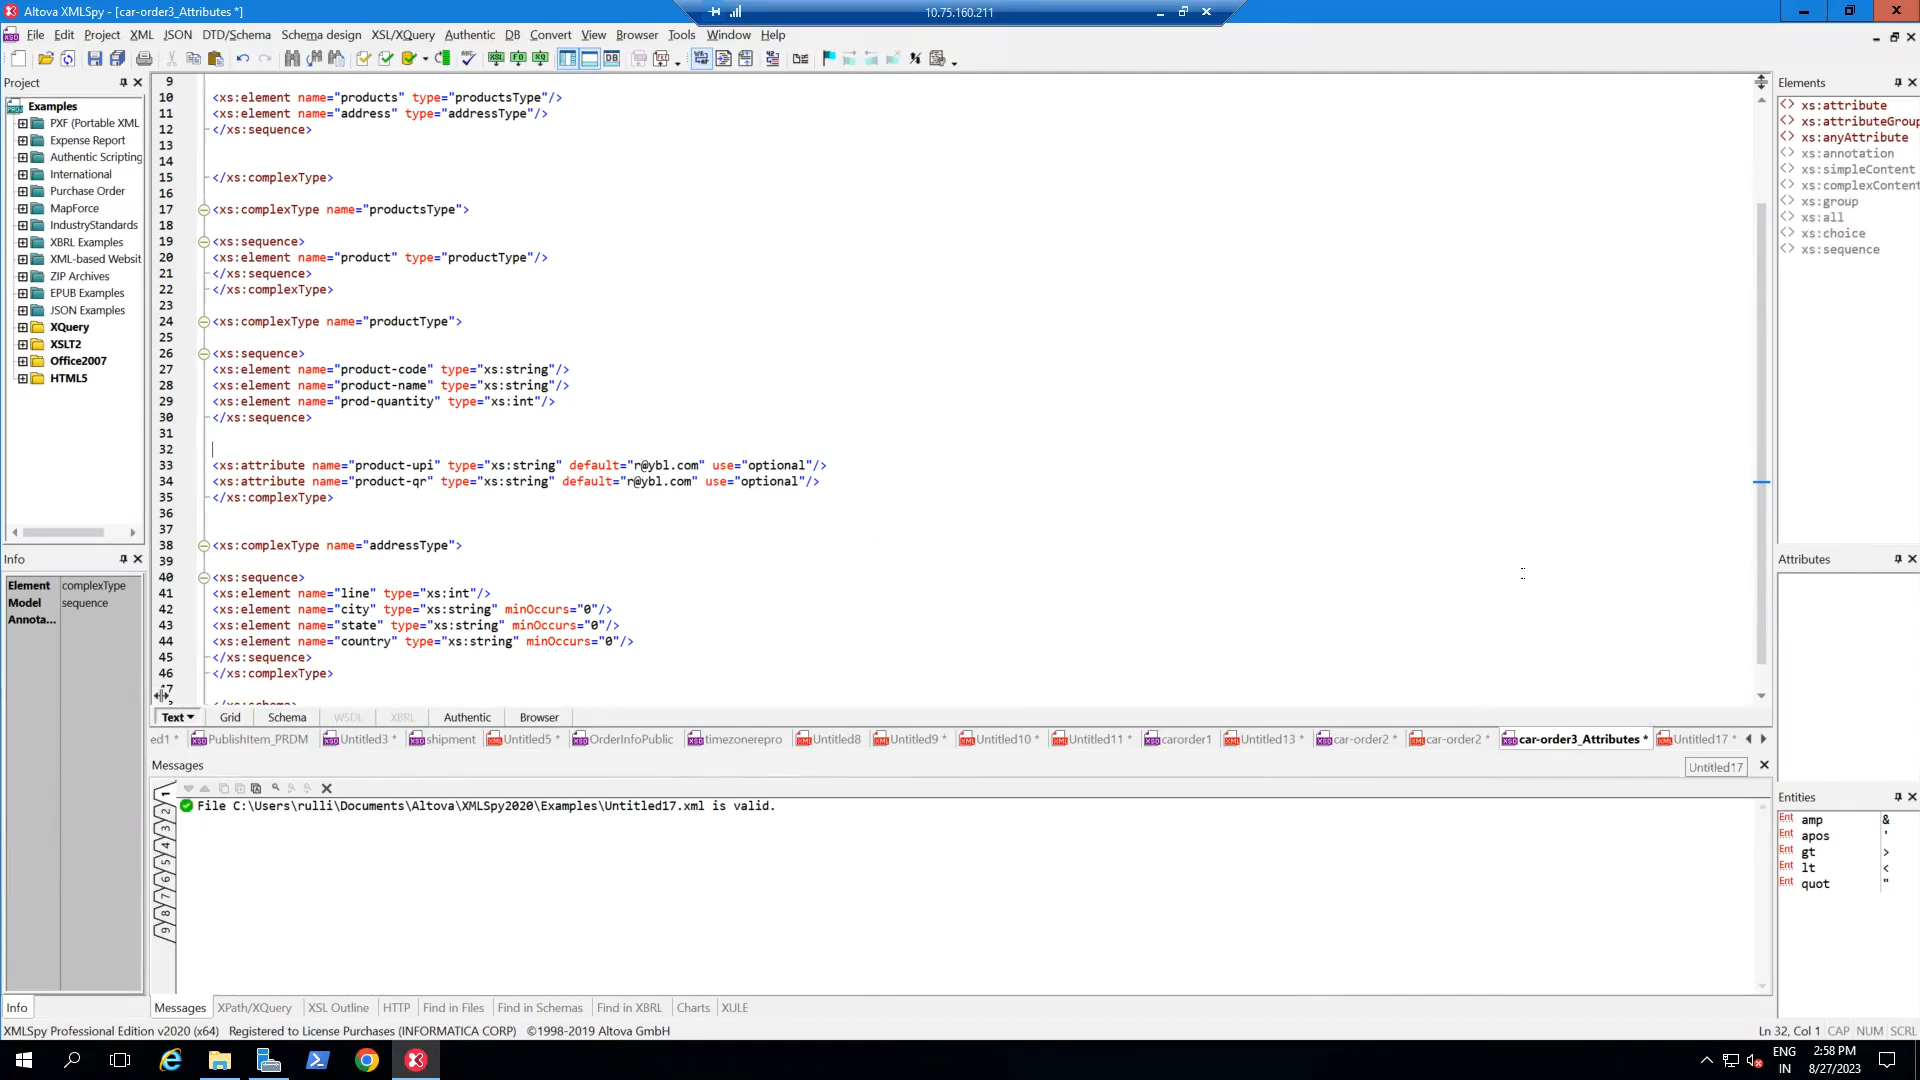 Altova XMLSpy - [car-order3_Attributes *]
10.75.160.211
File Edit Project XML JSON DTD/Schema Schema design XSL/XQuery Authentic DB Convert View Browser Tools Window Help
Project
Examples
PXF (Portable XML
Expense Report
Authentic Scripting
International
Purchase Order
MapForce
IndustryStandards
XBRL Examples
XML-based Websit
ZIP Archives
EPUB Examples
JSON Examples
XQuery
XSLT2
Office2007
HTML5
Info
Element complexType
Model sequence
Annota...
Info
9
10 <xs:element name="products" type="productsType"/>
11 <xs:element name="address" type="addressType"/>
12 </xs:sequence>
13
14
15 </xs:complexType>
16
17 <xs:complexType name="productsType">
18
19 <xs:sequence>
20 <xs:element name="product" type="productType"/>
21 </xs:sequence>
22 </xs:complexType>
23
24 <xs:complexType name="productType">
25
26 <xs:sequence>
27 <xs:element name="product-code" type="xs:string"/>
28 <xs:element name="product-name" type="xs:string"/>
29 <xs:element name="prod-quantity" type="xs:int"/>
30 </xs:sequence>
31
32
33 <xs:attribute name="product-upi" type="xs:string" default="r@ybl.com" use="optional"/>
34 <xs:attribute name="product-qr" type="xs:string" default="r@ybl.com" use="optional"/>
35 </xs:complexType>
36
37
38 <xs:complexType name="addressType">
39
40 <xs:sequence>
41 <xs:element name="line" type="xs:int"/>
42 <xs:element name="city" type="xs:string" minOccurs="0"/>
43 <xs:element name="state" type="xs:string" minOccurs="0"/>
44 <xs:element name="country" type="xs:string" minOccurs="0"/>
45 </xs:sequence>
46 </xs:complexType>
</xs:schema>
Text Grid Schema WSDL XBRL Authentic Browser
ed1 * PublishItem_PRDM Untitled3 * shipment Untitled5 * OrderInfoPublic timezonerepro Untitled8 Untitled9 * Untitled10 * Untitled11 * carorder1 Untitled13 * car-order2 * car-order2 * car-order3_Attributes * Untitled17 *
Messages
Untitled17
1
2
3
4
5
6
7
8
9
File C:\Users\rulli\Documents\Altova\XMLSpy2020\Examples\Untitled17.xml is valid.
Messages XPath/XQuery XSL Outline HTTP Find in Files Find in Schemas Find in XBRL Charts XULE
Elements
<> xs:attribute
<> xs:attributeGroup
<> xs:anyAttribute
<> xs:annotation
<> xs:simpleContent
<> xs:complexContent
<> xs:group
<> xs:all
<> xs:choice
<> xs:sequence
Attributes
Entities
Ent amp &
Ent apos '
Ent gt >
Ent lt <
Ent quot "
XMLSpy Professional Edition v2020 (x64) Registered to License Purchases (INFORMATICA CORP) ©1998-2019 Altova GmbH
Ln 32, Col 1 CAP NUM SCRL
ENG
IN
2:58 PM
8/27/2023